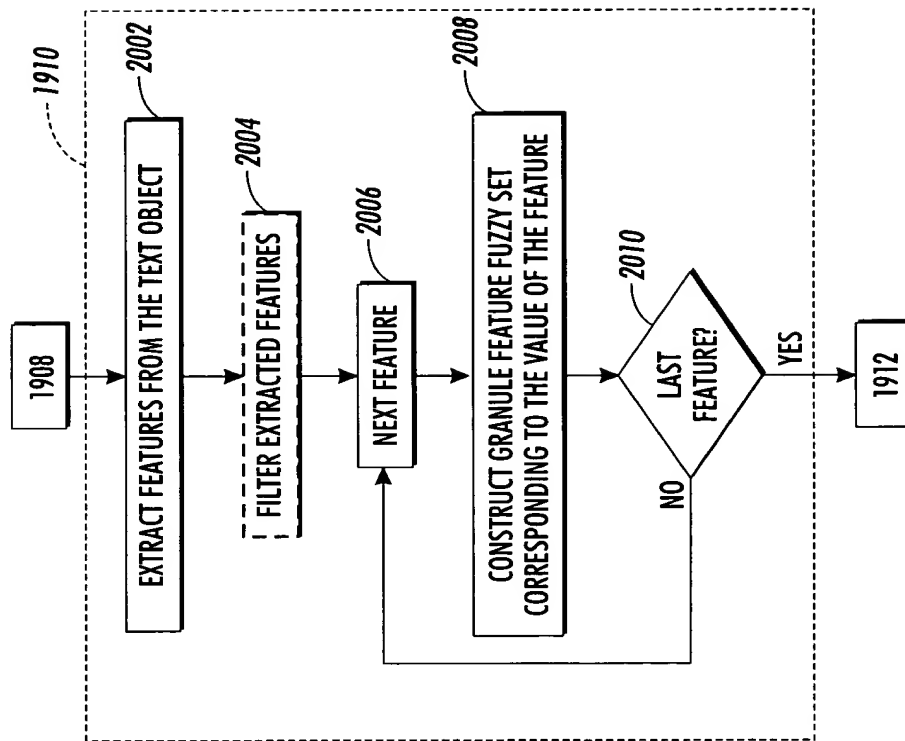 1908
1910
EXTRACT FEATURES FROM THE TEXT OBJECT
2002
FILTER EXTRACTED FEATURES
2004
NEXT FEATURE
2006
CONSTRUCT GRANULE FEATURE FUZZY SET
CORRESPONDING TO THE VALUE OF THE FEATURE
2008
LAST
FEATURE?
2010
NO
YES
1912